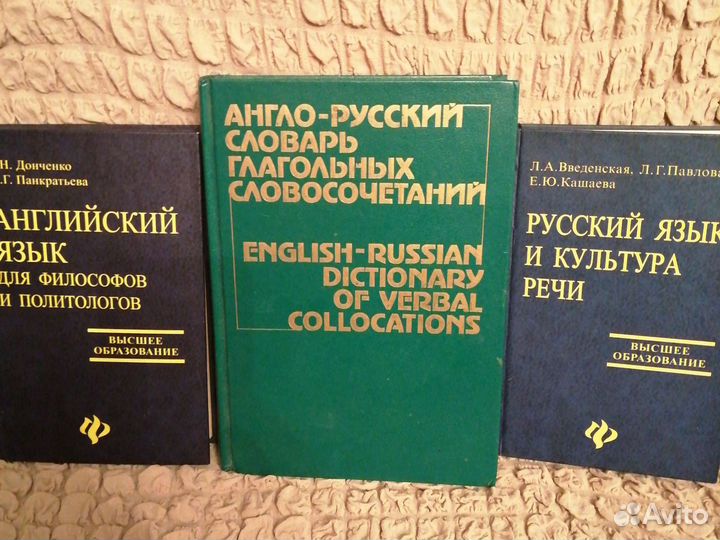 Н. Донченко
.Г. Панкратьева
АНГЛИЙСКИЙ
ЯЗЫК
ДЛЯ ФИЛОСОФОВ
И ПОЛИТОЛОГОВ
ВЫСШЕЕ
ОБРАЗОВАНИЕ
АНГЛО-РУССКИЙ
СЛОВАРЬ
ГЛАГОЛЬНЫХ
СЛОВОСОЧЕТАНИЙ
ENGLISH-RUSSIAN
DICTIONARY
OF VERBAL
COLLOCATIONS
Л.А.Введенская, Л.Г.Павлова
Е.Ю.Кашаева
РУССКИЙ ЯЗЫК
И КУЛЬТУРА
РЕЧИ
ВЫСШЕЕ
ОБРАЗОВАНИЕ
Avito